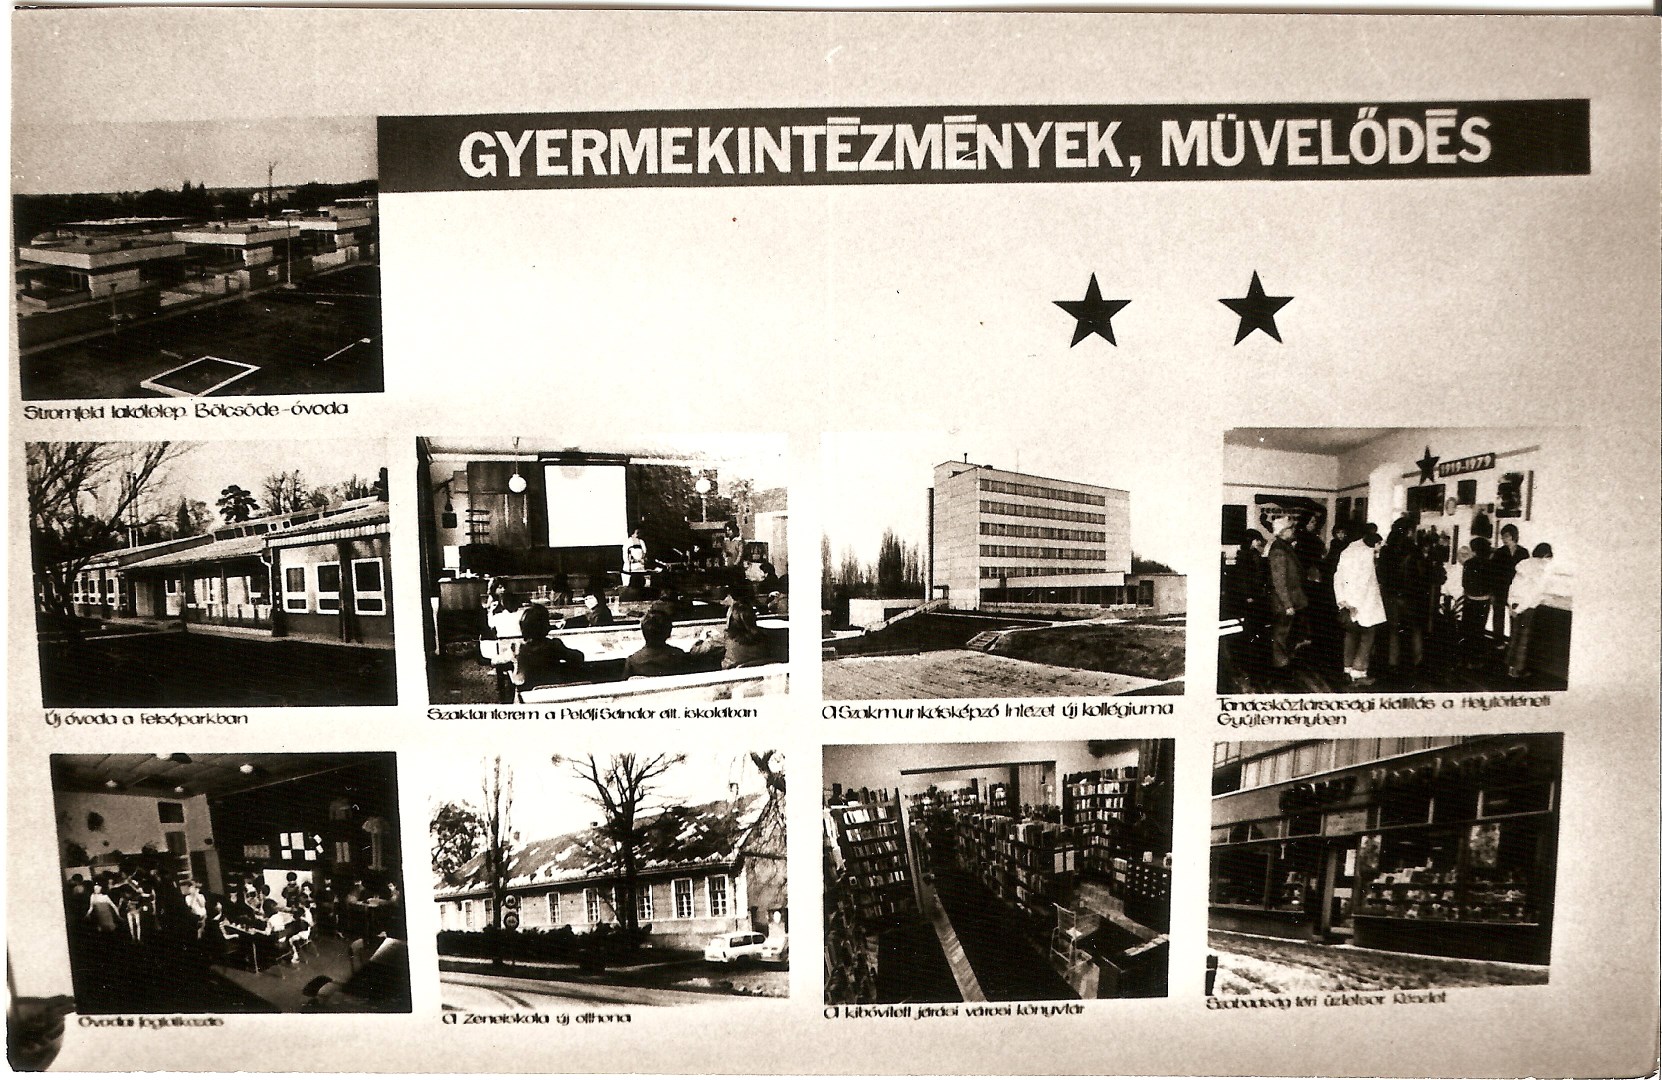 GYERMEKINTÉZMÉNYEK, MÜVELŐDÉS
Stromfeld lakótelep. Bölcsőde-óvoda
1919-1979
Új óvoda a Felsőparkban
Szaktanterem a Petőfi Sándor ált. iskolában
A Szakmunkásképző Intézet új kollégiuma
Tanácsköztársasági kiállítás a Helytörténeti
Gyűjteményben
Óvodai foglalkozás
A Zeneiskola új otthona
A kibővített járási városi könyvtár
Szabadság téri üzletsor Részlet